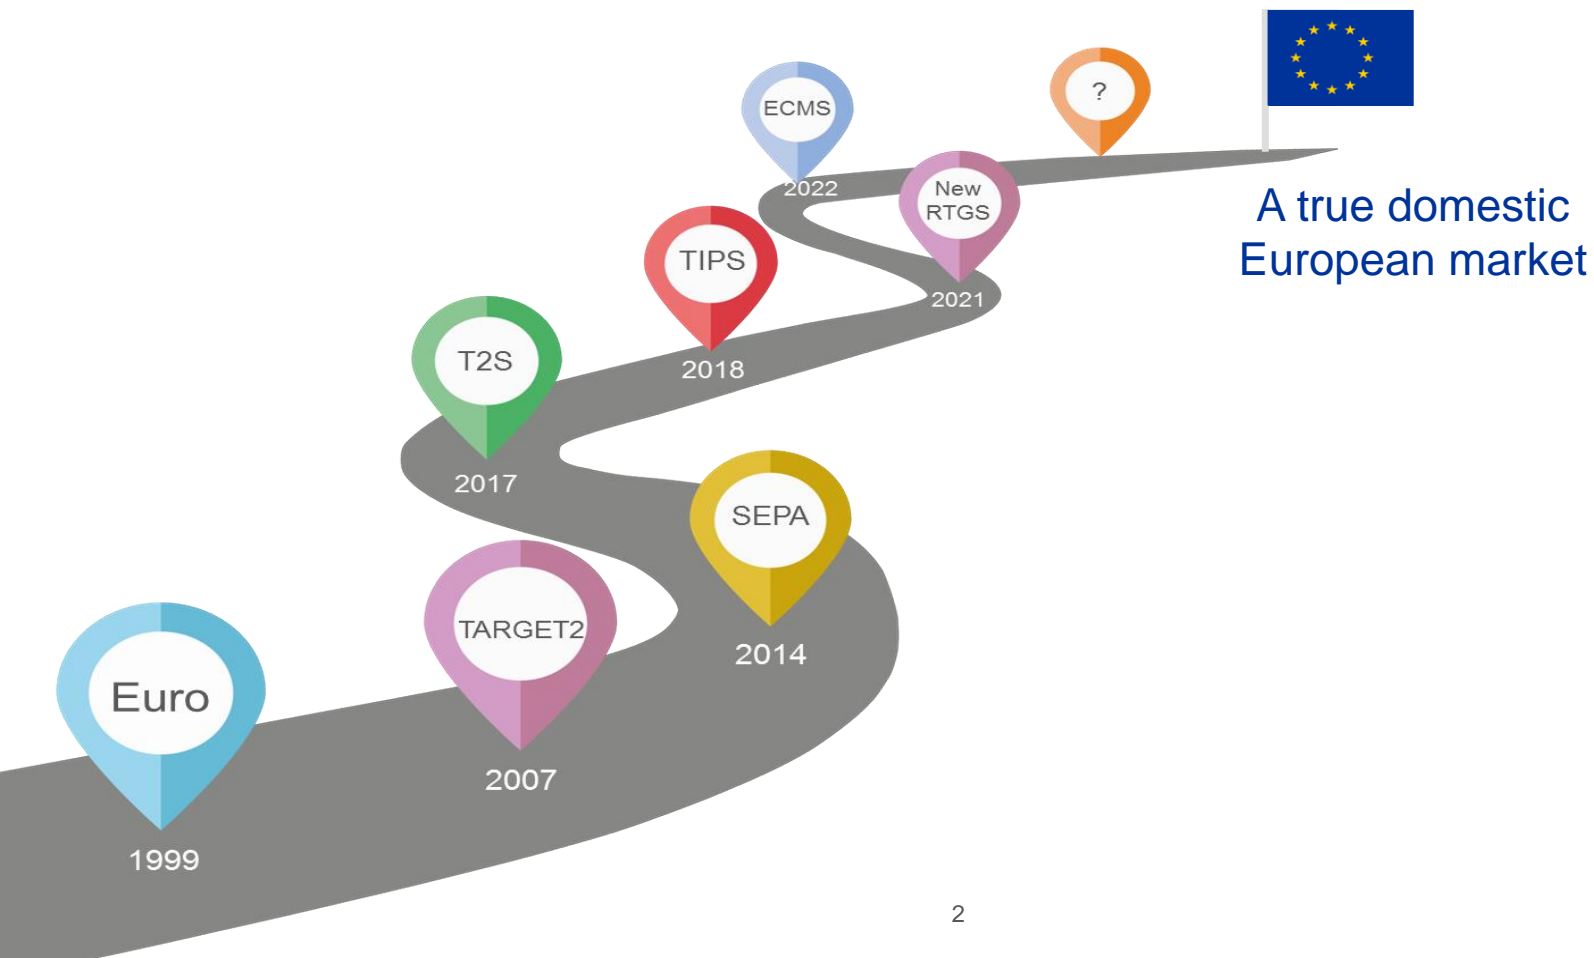 Euro
1999
TARGET2
2007
SEPA
2014
T2S
2017
TIPS
2018
New
RTGS
2021
ECMS
2022
?
A true domestic
European market
2